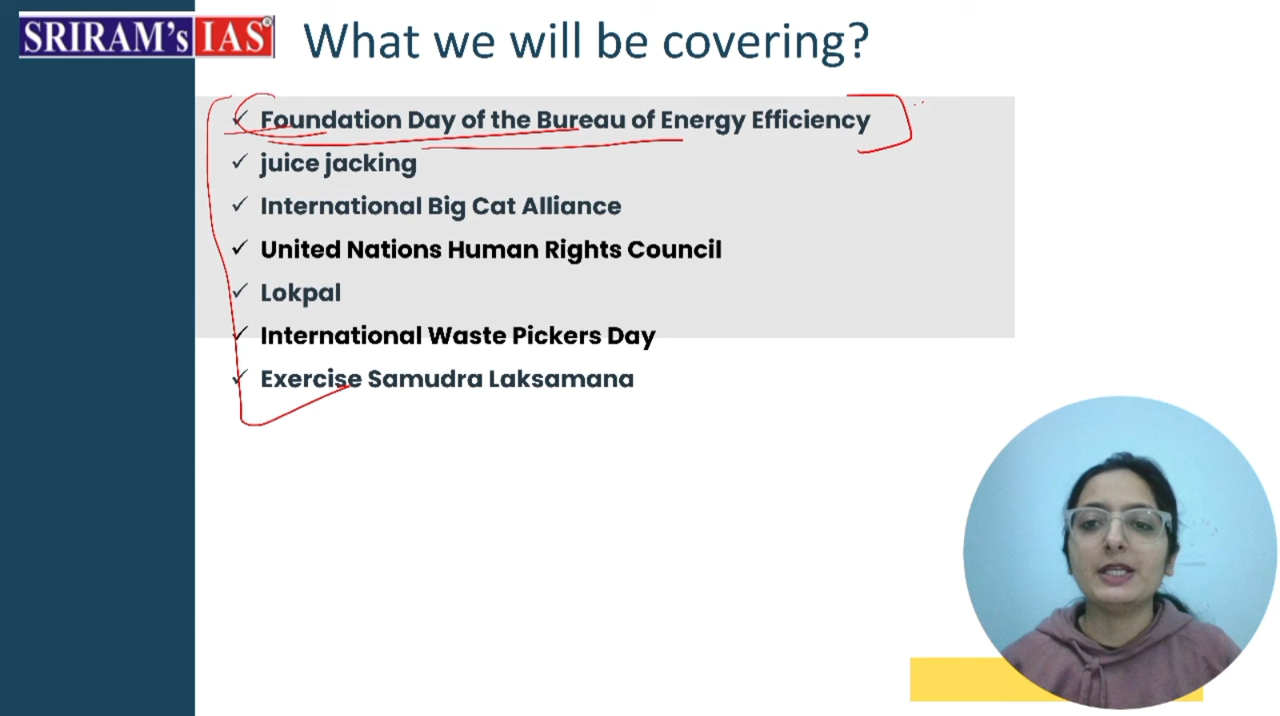 SRIRAM's IAS®
What we will be covering?
✓ Foundation Day of the Bureau of Energy Efficiency
✓ juice jacking
✓ International Big Cat Alliance
✓ United Nations Human Rights Council
✓ Lokpal
✓ International Waste Pickers Day
✓ Exercise Samudra Laksamana